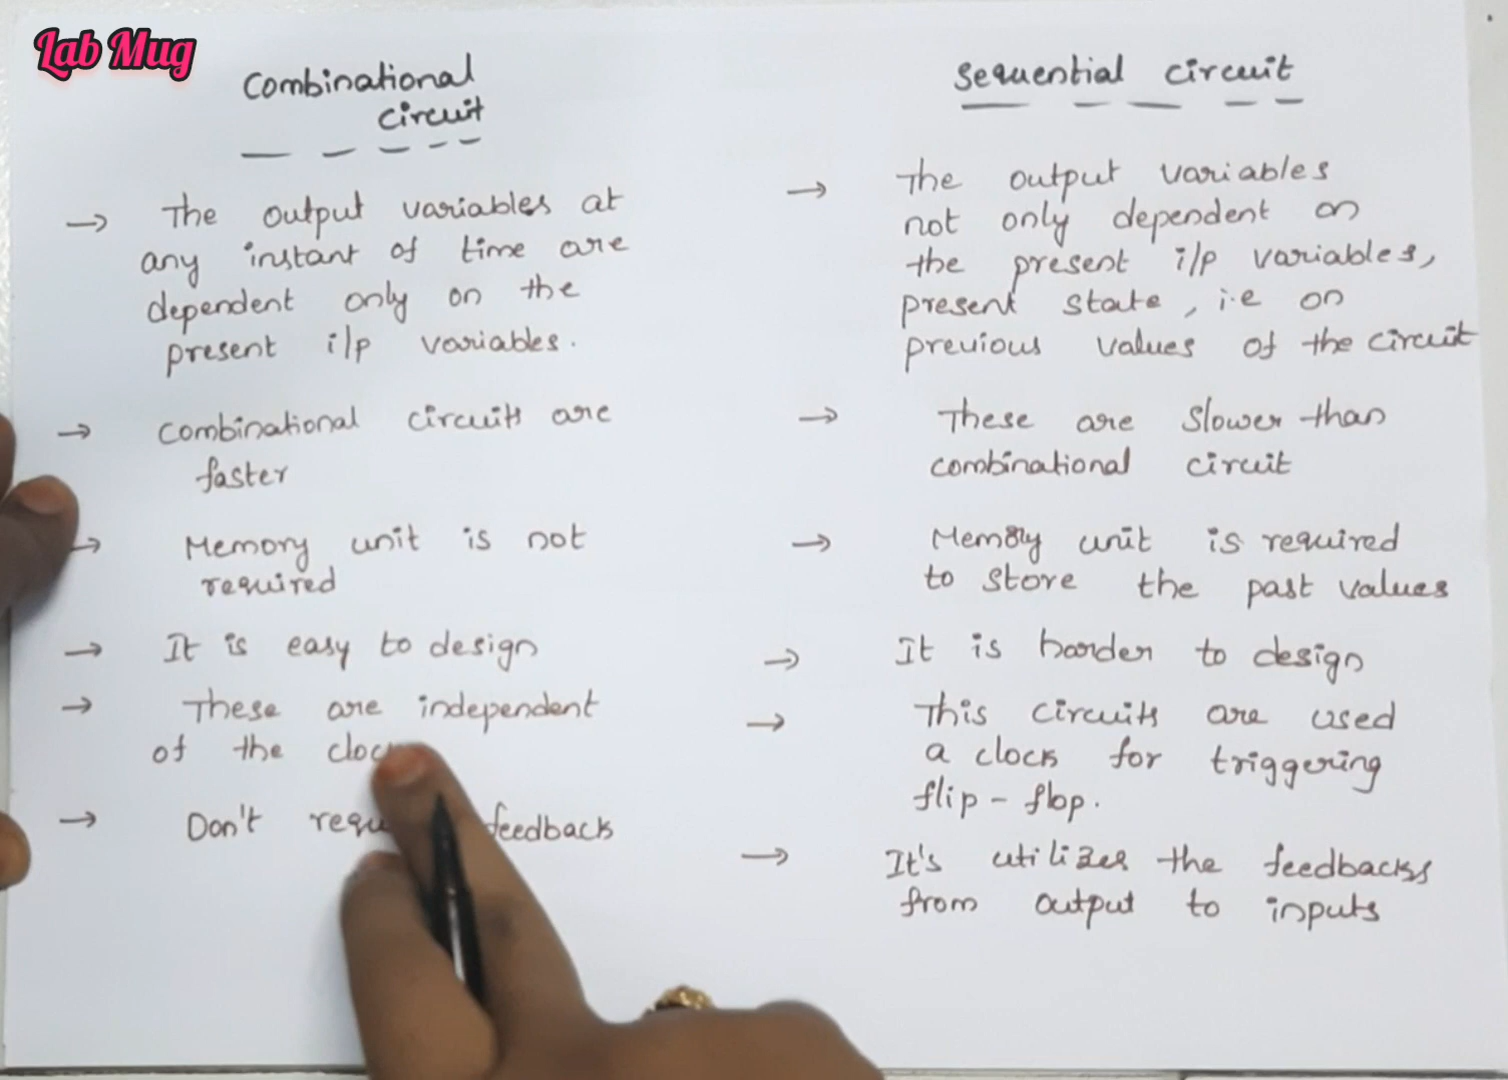 Lab Mug
Combinational
circuit
The output variables at
any instant of time are
dependent only on the
present i/p variables.
Combinational circuits are
faster
Memory unit is not
required
It is easy to design
These are independent
of the
Don't feedback
Sequential circuit
The output variables
not only dependent on
the present i/p variables,
present state, i.e on
previous values of the circuit
These are slower than
combinational circuit
Memory unit is required
to store the past values
It is harder to design
This circuits are used
a clock for triggering
flip - flop.
It's utilizes the feedbacks
from output to inputs